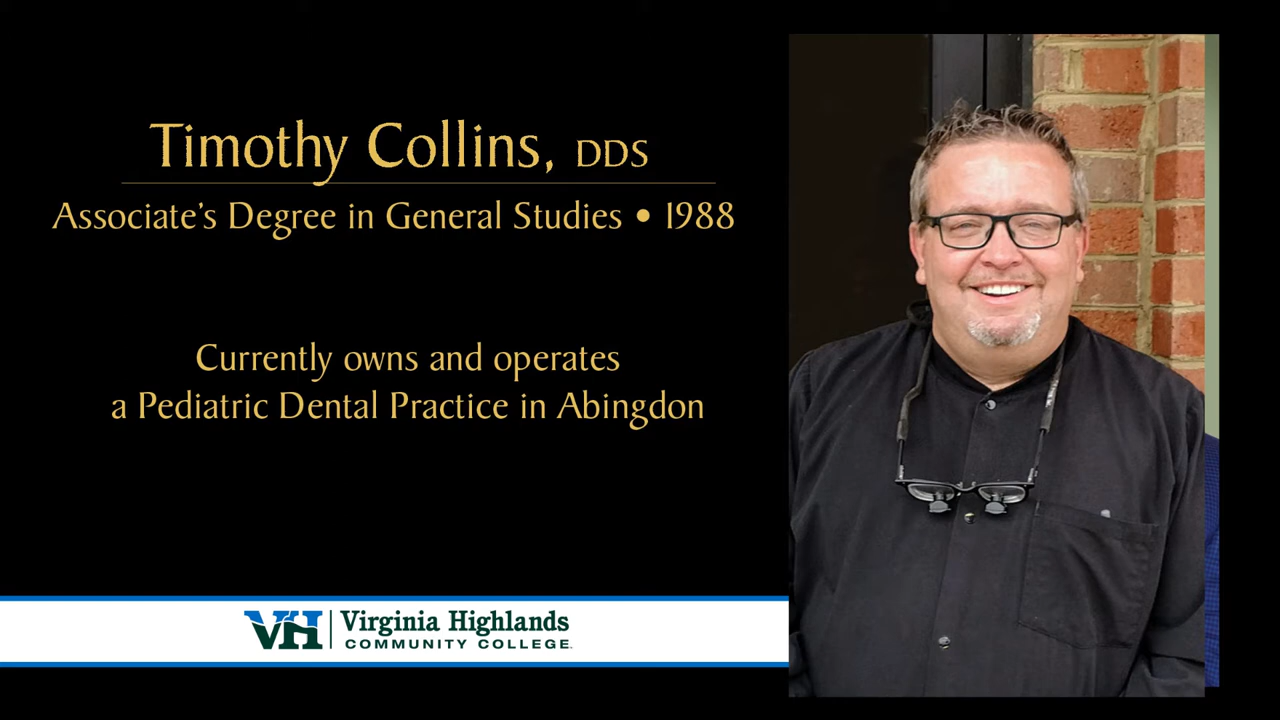 Timothy Collins, DDS
Associate's Degree in General Studies • 1988
Currently owns and operates
a Pediatric Dental Practice in Abingdon
VH Virginia Highlands
COMMUNITY COLLEGE